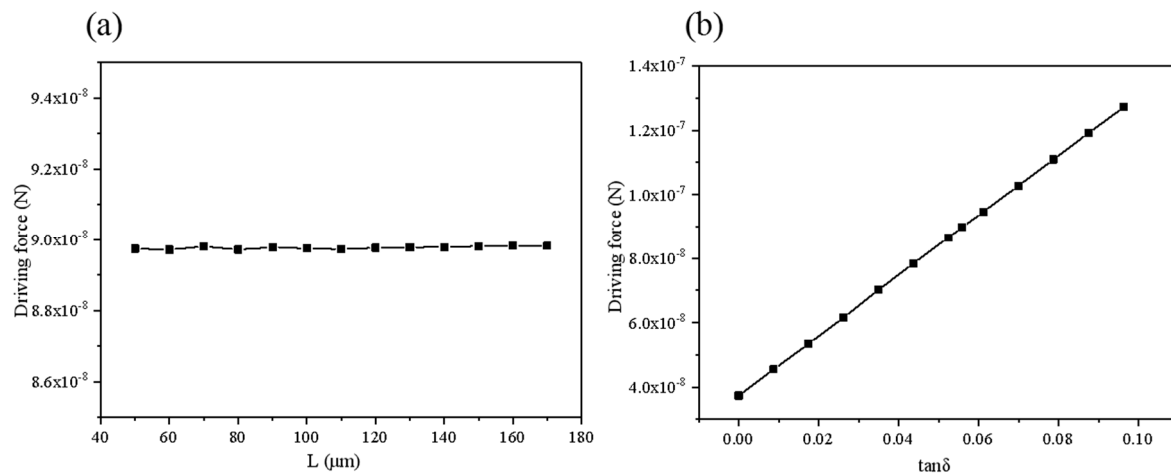 (a)
Driving force (N)
9.4x10⁻⁸
9.2x10⁻⁸
9.0x10⁻⁸
8.8x10⁻⁸
8.6x10⁻⁸
40 60 80 100 120 140 160 180
L (μm)
(b)
Driving force (N)
1.4x10⁻⁷
1.2x10⁻⁷
1.0x10⁻⁷
8.0x10⁻⁸
6.0x10⁻⁸
4.0x10⁻⁸
0.00 0.02 0.04 0.06 0.08 0.10
tanδ